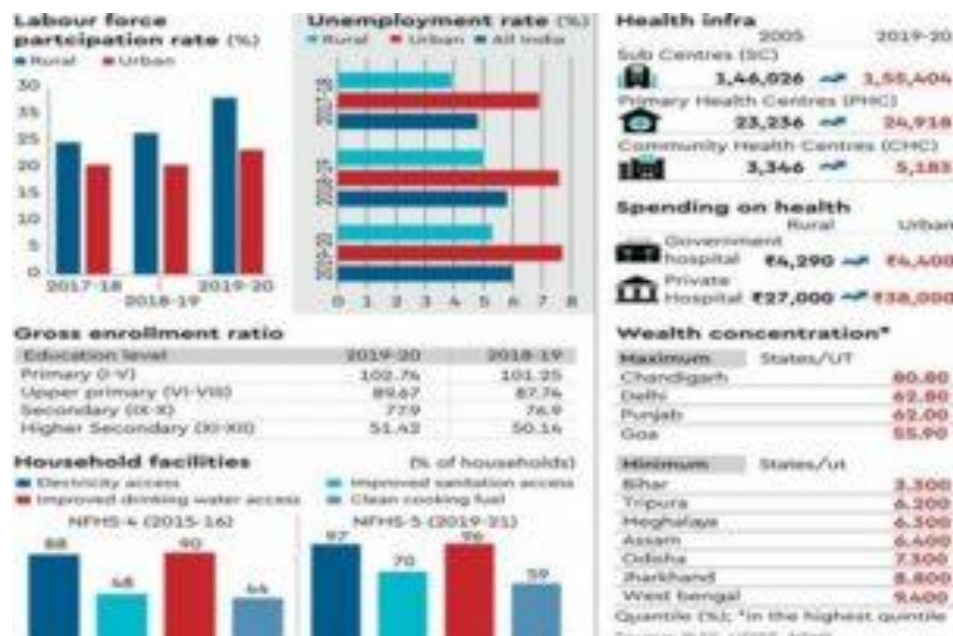 Labour force
partcipation rate (%)
Rural Urban
30
35
25
20
15
10
5
0
2017-18
2018-19
2019-20
Unemployment rate (%)
Rural Urban All India
2017-18
2018-19
2019-20
0 1 2 3 4 5 6 7 8
Gross enrollment ratio
Education level 2019-20 2018-19
Primary (I-V) 102.74 101.25
Upper primary (VI-VIII) 89.67 87.74
Secondary (IX-X) 77.9 76.9
Higher Secondary (XI-XII) 51.42 50.14
Household facilities (% of households)
Electricity access
Improved drinking water access
Improved sanitation access
Clean cooking fuel
NFHS-4 (2015-16)
88 48 90 44
NFHS-5 (2019-21)
97 70 96 59
Health infra
2005 2019-20
Sub Centres (SC)
1,46,026 1,55,404
Primary Health Centres (PHC)
23,236 24,918
Community Health Centres (CHC)
3,346 5,183
Spending on health
Rural Urban
Government
hospital ₹4,290 ₹4,400
Private
Hospital ₹27,000 ₹38,000
Wealth concentration*
Maximum States/UT
Chandigarh 80.80
Delhi 62.80
Punjab 62.00
Goa 55.90
Minimum States/ut
Bihar 3.300
Tripura 6.200
Meghalaya 6.300
Assam 6.400
Odisha 7.300
Jharkhand 8.800
West bengal 9.400
Quantile (%); *in the highest quintile